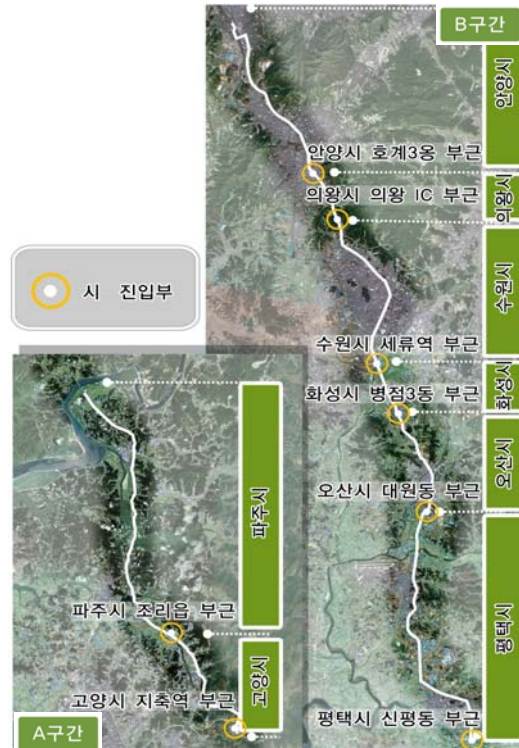 B구간
안양시
안양시 호계3동 부근
의왕시
의왕시 의왕 IC 부근
수원시
시 진입부
수원시 세류역 부근
화성시
화성시 병점3동 부근
오산시
오산시 대원동 부근
파주시
평택시
파주시 조리읍 부근
고양시
고양시 지축역 부근
평택시 신평동 부근
A구간